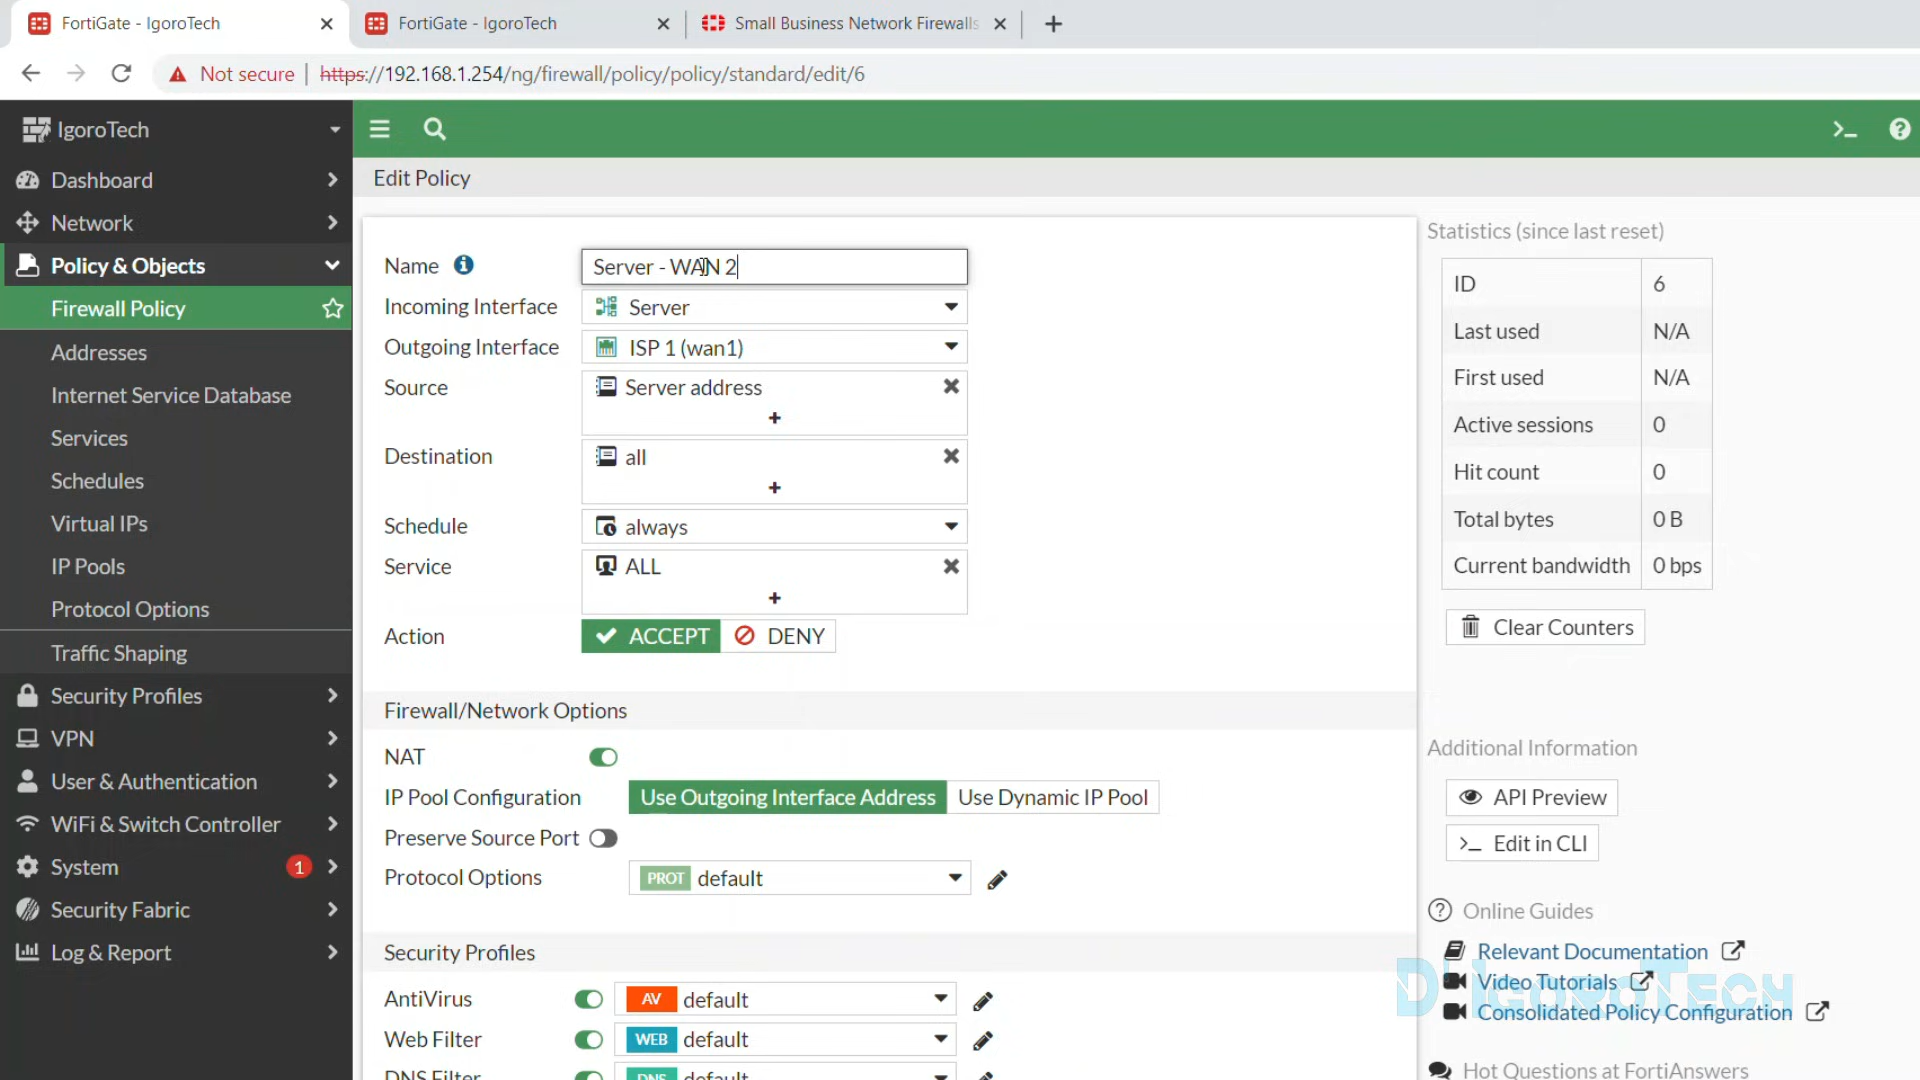 FortiGate - IgoroTech
FortiGate - IgoroTech
Small Business Network Firewalls
Not secure | https://192.168.1.254/ng/firewall/policy/policy/standard/edit/6
IgoroTech
Dashboard
Network
Policy & Objects
Firewall Policy
Addresses
Internet Service Database
Services
Schedules
Virtual IPs
IP Pools
Protocol Options
Traffic Shaping
Security Profiles
VPN
User & Authentication
WiFi & Switch Controller
System 1
Security Fabric
Log & Report
Edit Policy
Name Server - WAN 2
Incoming Interface Server
Outgoing Interface ISP 1 (wan1)
Source Server address
Destination all
Schedule always
Service ALL
Action ACCEPT DENY
Firewall/Network Options
NAT
IP Pool Configuration Use Outgoing Interface Address Use Dynamic IP Pool
Preserve Source Port
Protocol Options PROT default
Security Profiles
AntiVirus AV default
Web Filter WEB default
DNS Filter DNS default
Statistics (since last reset)
ID 6
Last used N/A
First used N/A
Active sessions 0
Hit count 0
Total bytes 0 B
Current bandwidth 0 bps
Clear Counters
Additional Information
API Preview
>_ Edit in CLI
Online Guides
Relevant Documentation
Video Tutorials
Consolidated Policy Configuration
Hot Questions at FortiAnswers